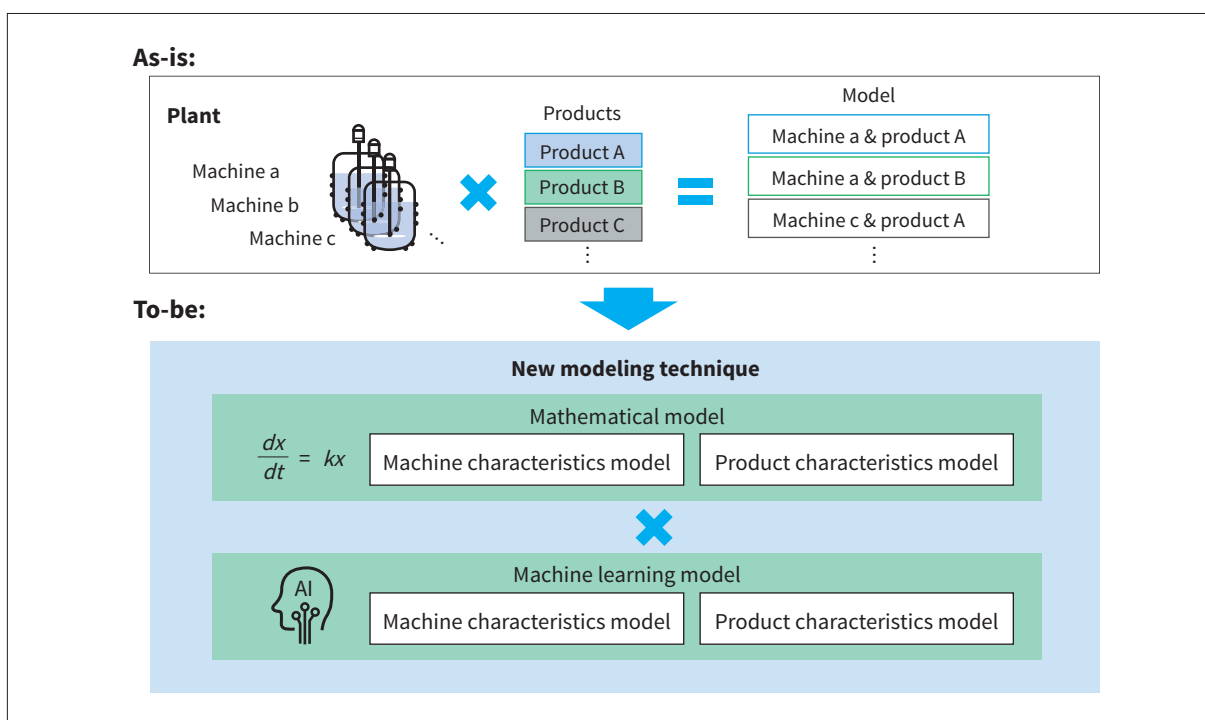 As-is:
Plant
Machine a
Machine b
Machine c
...
Products
Product A
Product B
Product C
⋮
Model
Machine a & product A
Machine a & product B
Machine c & product A
⋮
To-be:
New modeling technique
Mathematical model
dx/dt = kx
Machine characteristics model
Product characteristics model
Machine learning model
AI
Machine characteristics model
Product characteristics model